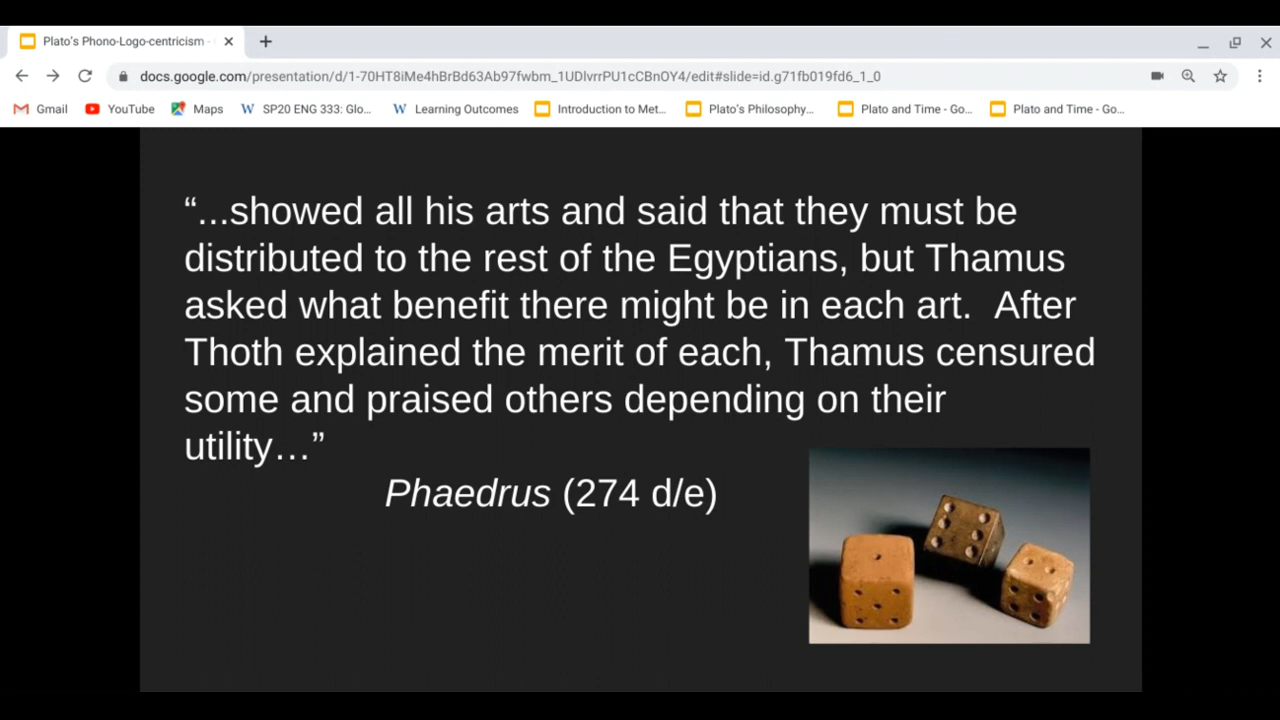 Plato's Phono-Logo-centricism -
docs.google.com/presentation/d/1-70HT8iMe4hBrBd63Ab97fwbm_1UDlvrrPU1cCBnOY4/edit#slide=id.g71fb019fd6_1_0
Gmail YouTube Maps SP20 ENG 333: Glo... Learning Outcomes Introduction to Met... Plato's Philosophy... Plato and Time - Go... Plato and Time - Go...
“...showed all his arts and said that they must be
distributed to the rest of the Egyptians, but Thamus
asked what benefit there might be in each art.  After
Thoth explained the merit of each, Thamus censured
some and praised others depending on their
utility…”
Phaedrus (274 d/e)